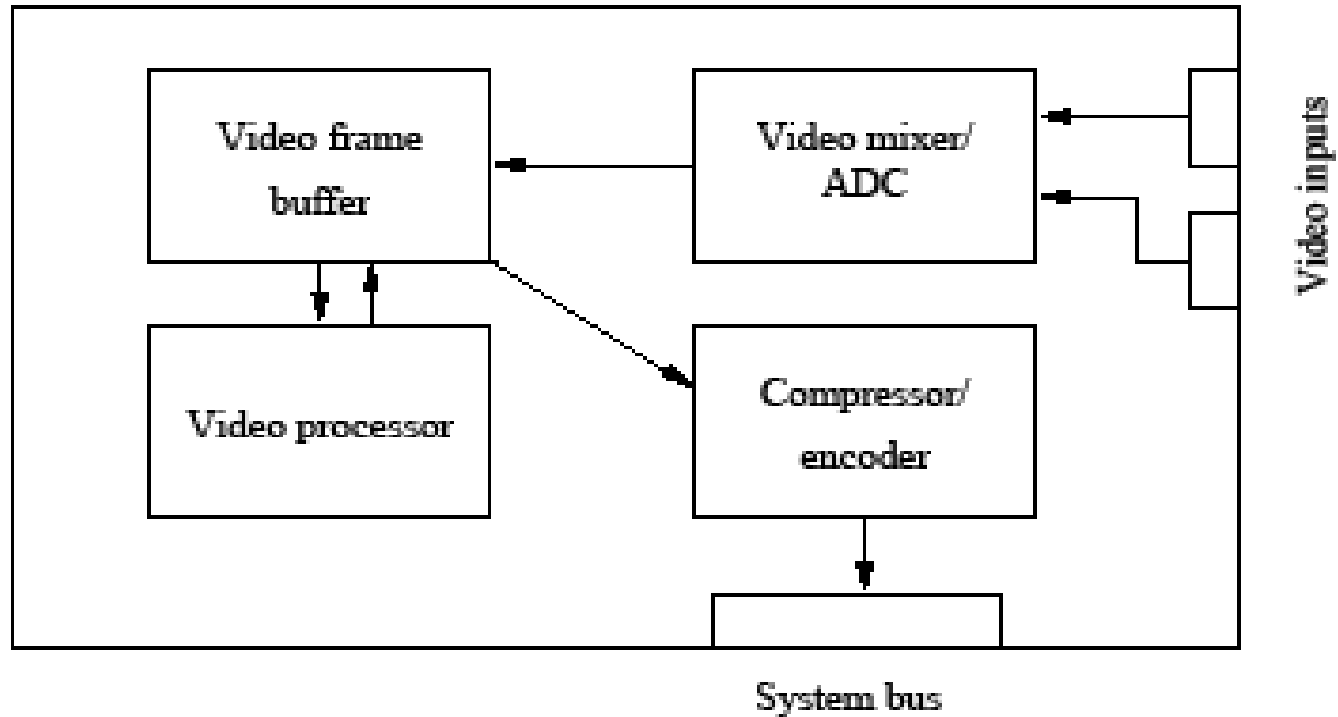 Video frame
buffer
Video mixer/
ADC
Video inputs
Video processor
Compressor/
encoder
System bus